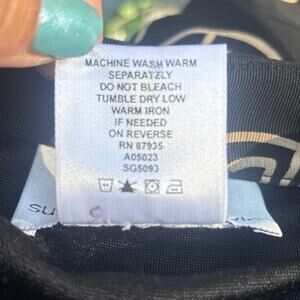 MACHINE WASH WARM
SEPARATELY
DO NOT BLEACH
TUMBLE DRY LOW
WARM IRON
IF NEEDED
ON REVERSE
RN 87935
A05023
SG5093